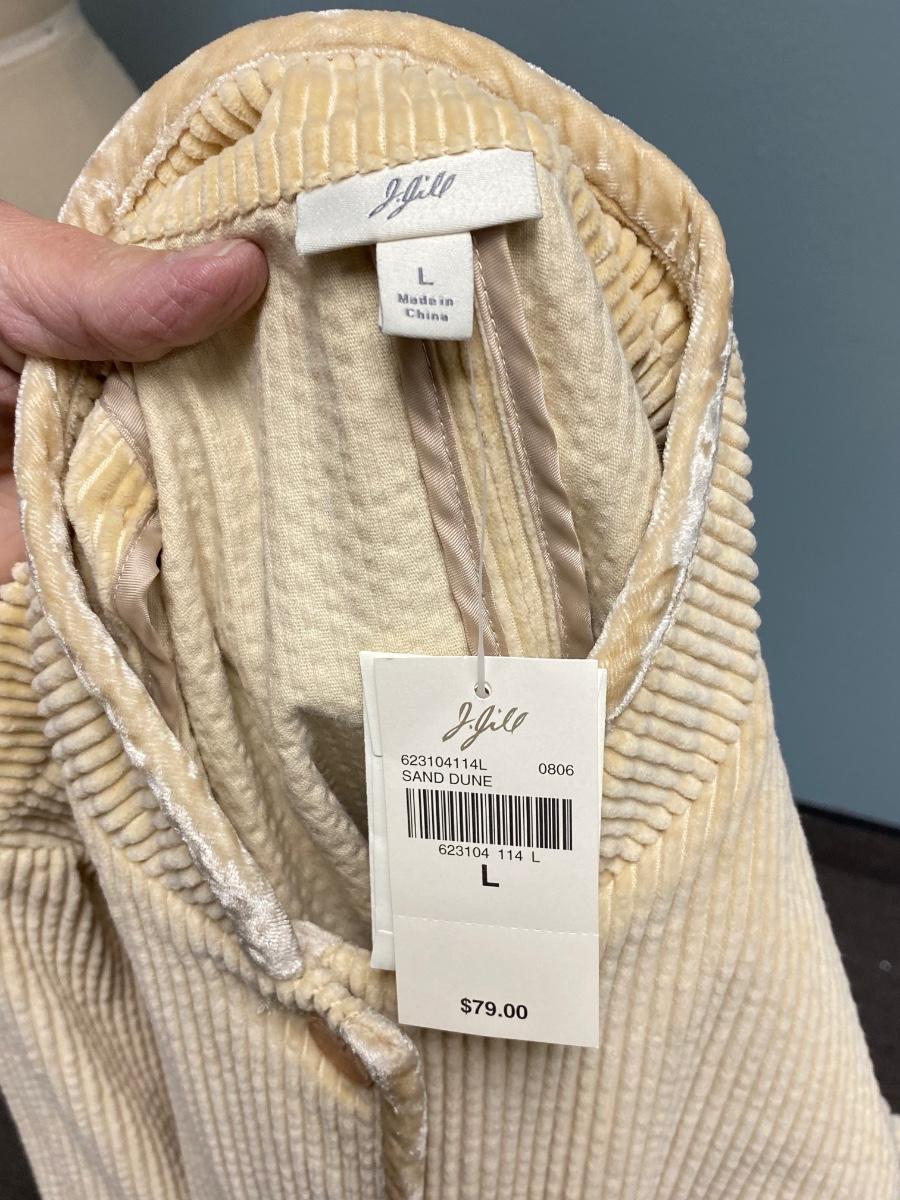 J.Jill
L
Made in
China
J.Jill
623104114L 0806
SAND DUNE
623104 114 L
L
$79.00